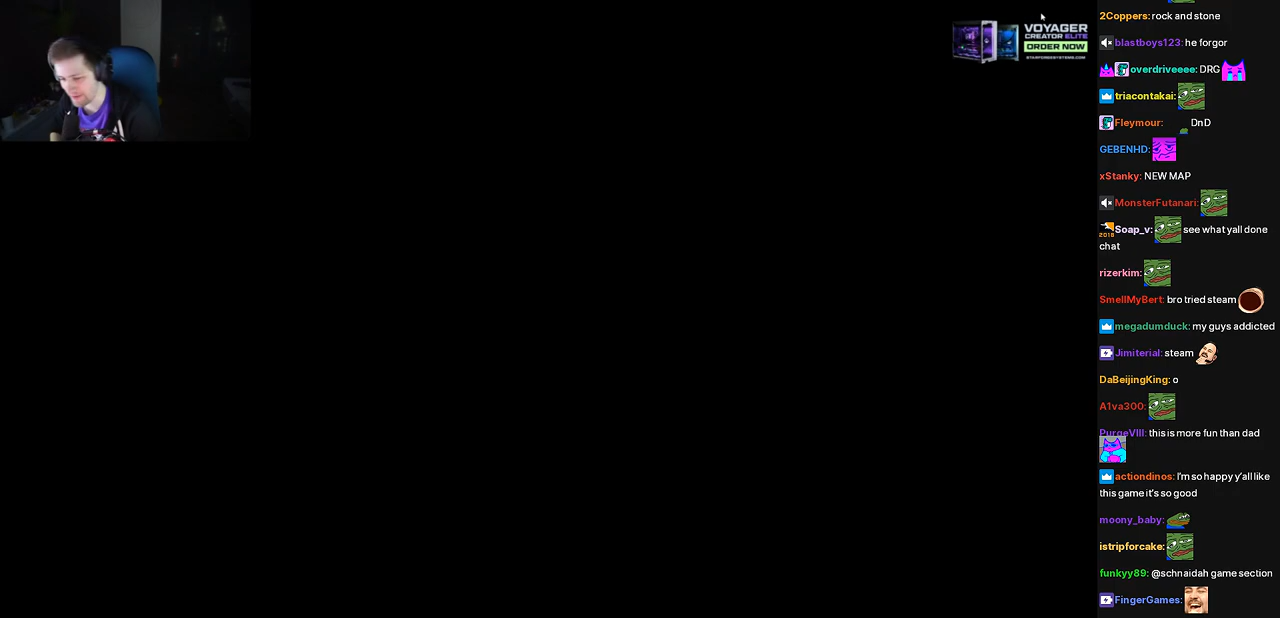 VOYAGER
CREATOR ELITE
ORDER NOW
STARFORGESYSTEMS.COM
2Coppers: rock and stone
blastboys123: he forgor
overdriveeee: DRG
triacontakai:
Fleymour: DnD
GEBENHD:
xStanky: NEW MAP
MonsterFutanari:
Soap_v: see what yall done
chat
rizerkim:
SmellMyBert: bro tried steam
megadumduck: my guys addicted
Jimiterial: steam
DaBeijingKing: o
A1va300:
PurgeVIII: this is more fun than dad
actiondinos: I'm so happy y'all like
this game it's so good
moony_baby:
istripforcake:
funkyy89: @schnaidah game section
FingerGames: